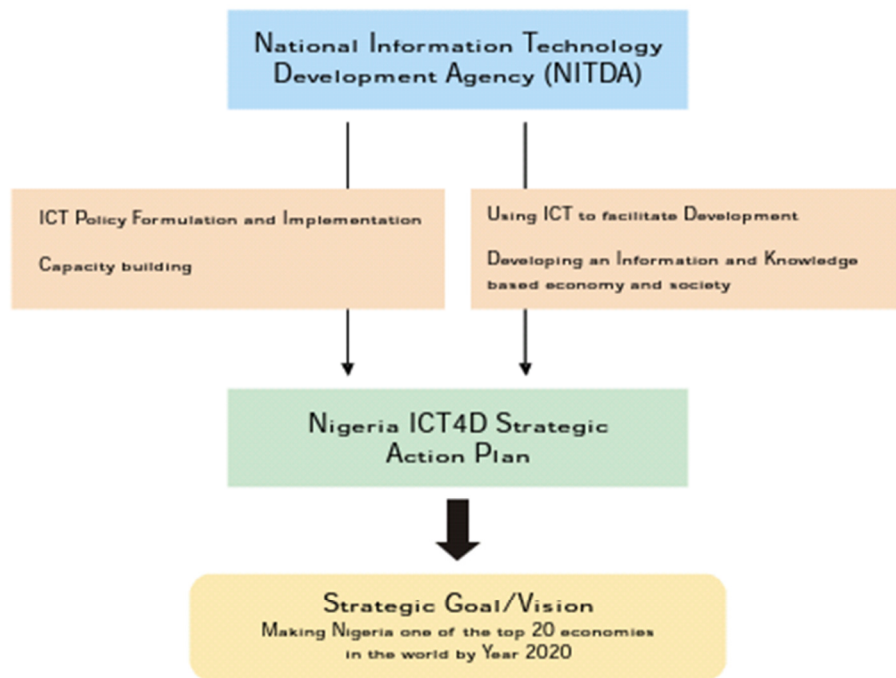 National Information Technology
Development Agency (NITDA)
ICT Policy Formulation and Implementation
Capacity building
Using ICT to facilitate Development
Developing an Information and Knowledge
based economy and society
Nigeria ICT4D Strategic
Action Plan
Strategic Goal/Vision
Making Nigeria one of the top 20 economies
in the world by Year 2020